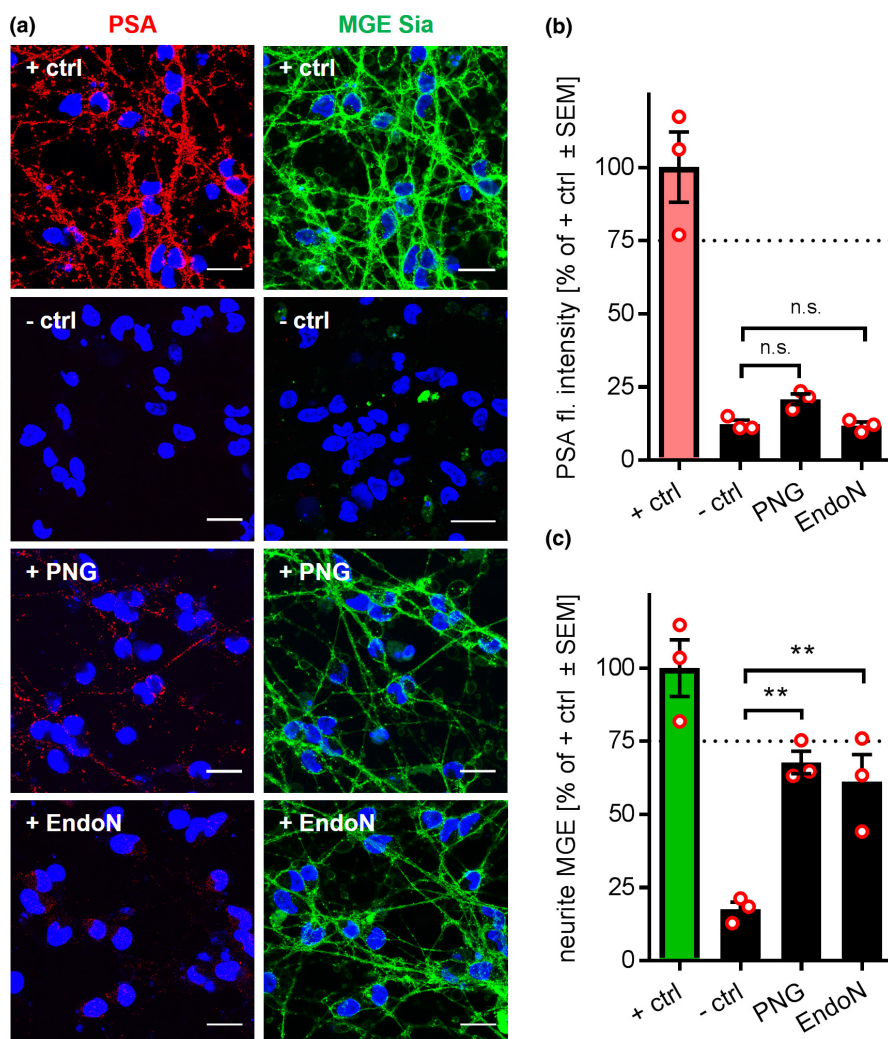 (a)
PSA
MGE Sia
+ ctrl
+ ctrl
- ctrl
- ctrl
+ PNG
+ PNG
+ EndoN
+ EndoN
(b)
PSA fl. intensity [% of + ctrl ± SEM]
100
75
50
25
0
n.s.
n.s.
+ ctrl
- ctrl
PNG
EndoN
(c)
neurite MGE [% of + ctrl ± SEM]
100
75
50
25
0
**
**
+ ctrl
- ctrl
PNG
EndoN